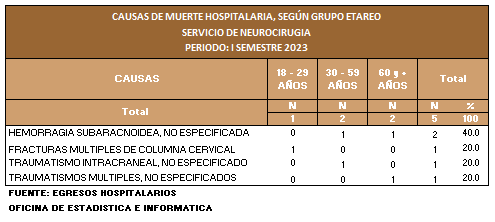 CAUSAS DE MUERTE HOSPITALARIA, SEGÚN GRUPO ETAREO
SERVICIO DE NEUROCIRUGIA
PERIODO: I SEMESTRE 2023
CAUSAS 18 - 29 AÑOS 30 - 59 AÑOS 60 y + AÑOS Total
N N N N %
Total 1 2 2 5 100
HEMORRAGIA SUBARACNOIDEA, NO ESPECIFICADA 0 1 1 2 40.0
FRACTURAS MULTIPLES DE COLUMNA CERVICAL 1 0 0 1 20.0
TRAUMATISMO INTRACRANEAL, NO ESPECIFICADO 0 1 0 1 20.0
TRAUMATISMOS MULTIPLES, NO ESPECIFICADOS 0 0 1 1 20.0
FUENTE: EGRESOS HOSPITALARIOS
OFICINA DE ESTADISTICA E INFORMATICA